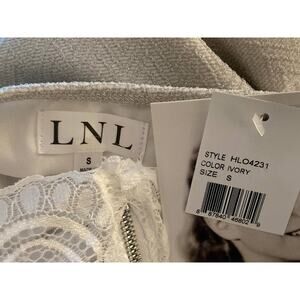 LNL
S
STYLE HLO4231
COLOR IVORY
SIZE S